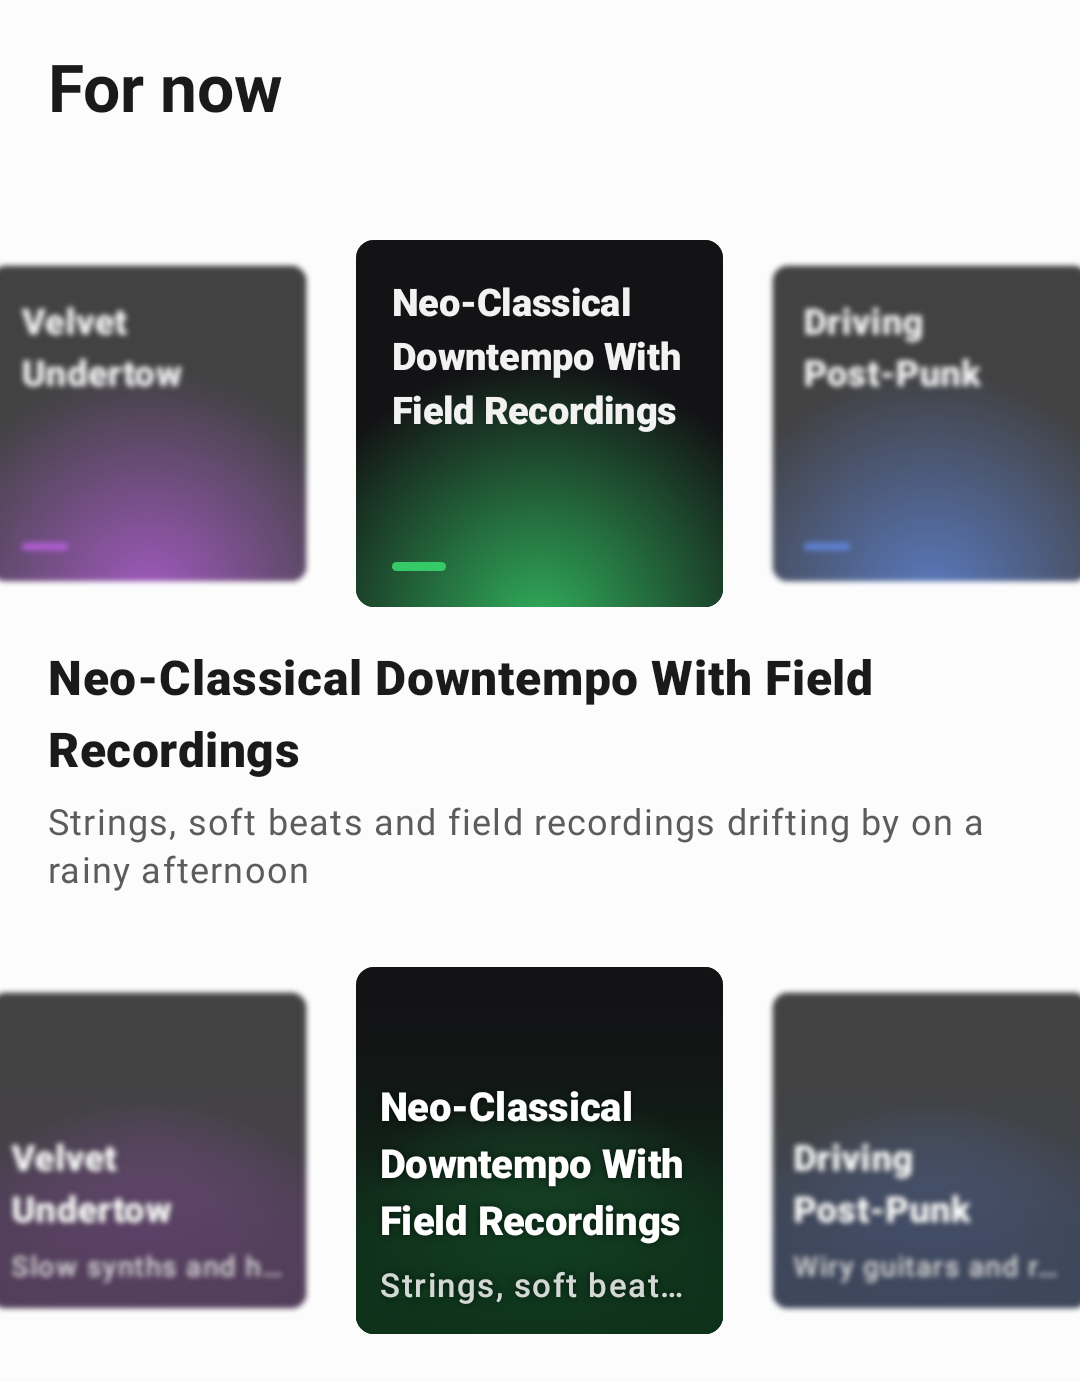 For now
Velvet
Undertow
Neo-Classical
Downtempo With
Field Recordings
Driving
Post-Punk
Neo-Classical Downtempo With Field
Recordings
Strings, soft beats and field recordings drifting by on a
rainy afternoon
Velvet
Undertow
Slow synths and h…
Neo-Classical
Downtempo With
Field Recordings
Strings, soft beat…
Driving
Post-Punk
Wiry guitars and r…